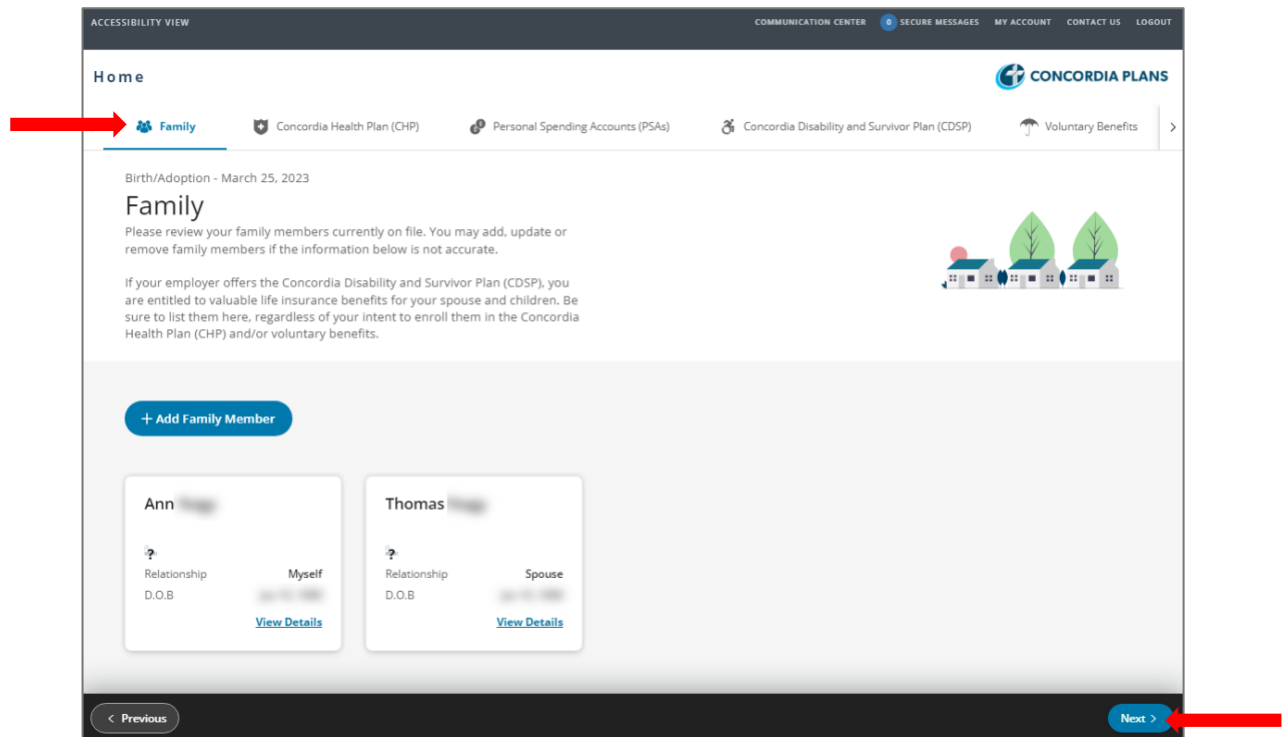 ACCESSIBILITY VIEW
COMMUNICATION CENTER 0 SECURE MESSAGES MY ACCOUNT CONTACT US LOGOUT
Home
CONCORDIA PLANS
Family Concordia Health Plan (CHP) Personal Spending Accounts (PSAs) Concordia Disability and Survivor Plan (CDSP) Voluntary Benefits >
Birth/Adoption - March 25, 2023
Family
Please review your family members currently on file. You may add, update or
remove family members if the information below is not accurate.
If your employer offers the Concordia Disability and Survivor Plan (CDSP), you
are entitled to valuable life insurance benefits for your spouse and children. Be
sure to list them here, regardless of your intent to enroll them in the Concordia
Health Plan (CHP) and/or voluntary benefits.
+ Add Family Member
Ann
?
Relationship Myself
D.O.B
View Details
Thomas
?
Relationship Spouse
D.O.B
View Details
< Previous
Next >